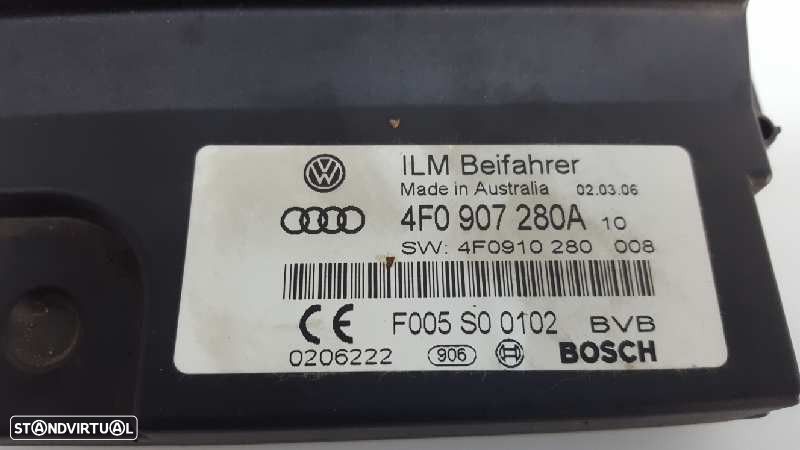 ILM Beifahrer
Made in Australia 02.03.06
4F0 907 280A 10
SW: 4F0910 280 008
CE F005 S0 0102 BVB
0206222 906 BOSCH
STANDVIRTUAL